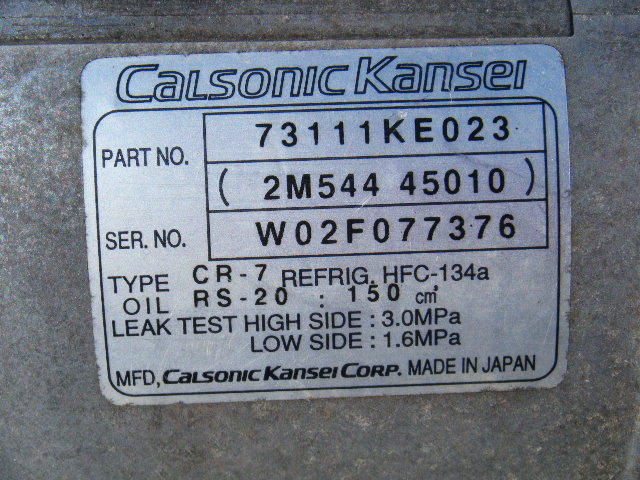 CALSONIC KANSEI
PART NO. 73111KE023
( 2M544 45010 )
SER. NO. W02F077376
TYPE CR-7 REFRIG. HFC-134a
OIL RS-20 : 150 cm³
LEAK TEST HIGH SIDE : 3.0MPa
LOW SIDE : 1.6MPa
MFD, CALSONIC KANSEI CORP. MADE IN JAPAN